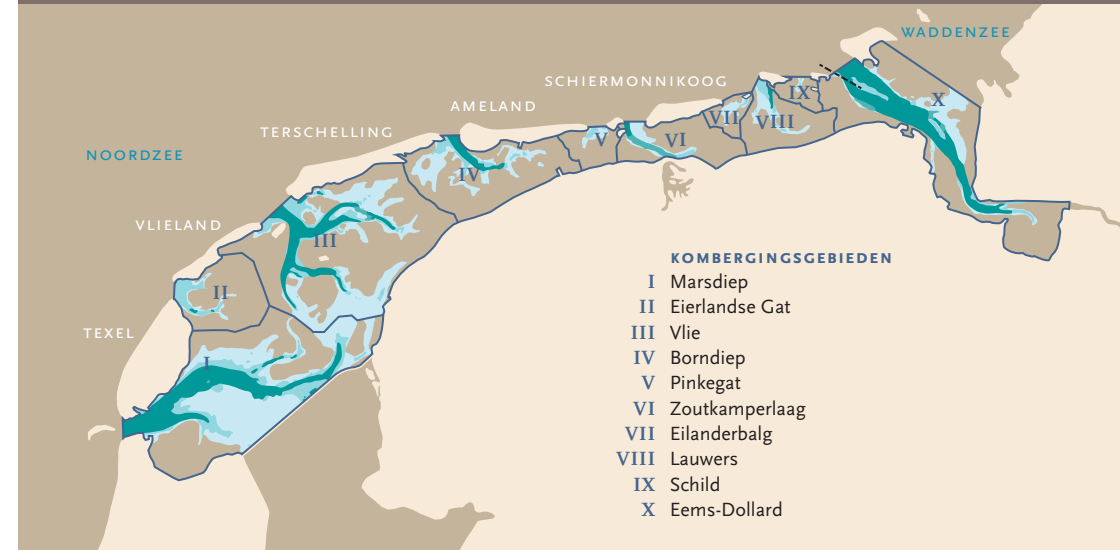 WADDENZEE
SCHIERMONNIKOOG
AMELAND
TERSCHELLING
NOORDZEE
VLIELAND
TEXEL
IX
X
VII
VIII
V
VI
IV
III
II
I
KOMBERGINGSGEBIEDEN
I Marsdiep
II Eierlandse Gat
III Vlie
IV Borndiep
V Pinkegat
VI Zoutkamperlaag
VII Eilanderbalg
VIII Lauwers
IX Schild
X Eems-Dollard